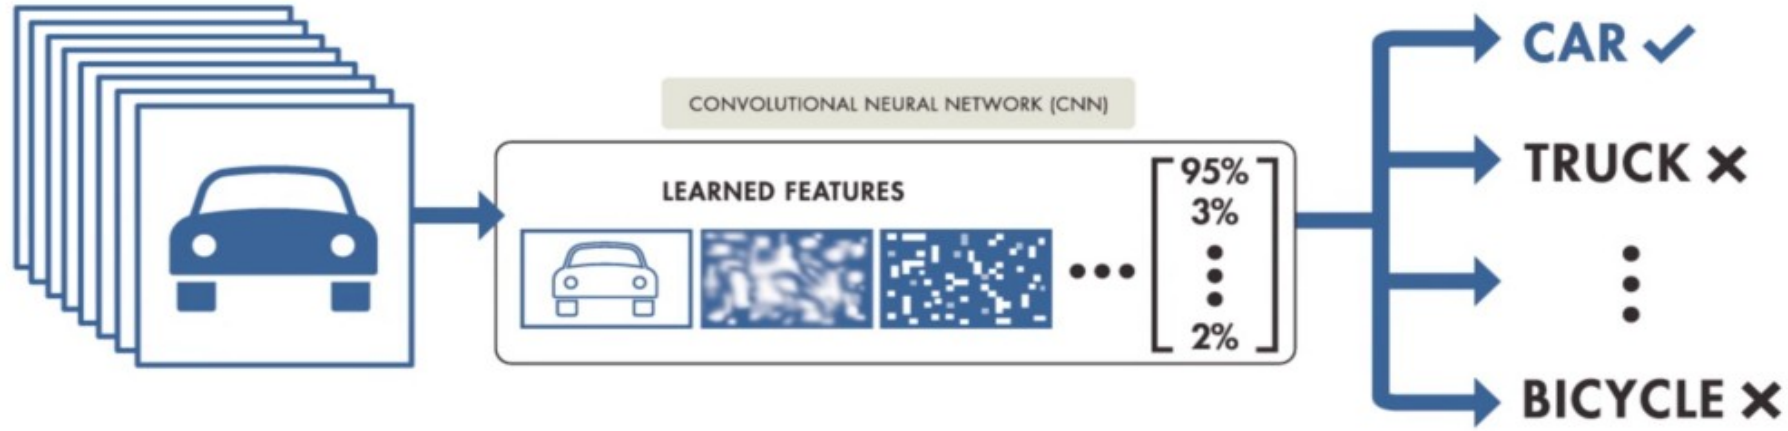 CONVOLUTIONAL NEURAL NETWORK (CNN)
LEARNED FEATURES
95%
3%
2%
CAR
TRUCK
BICYCLE